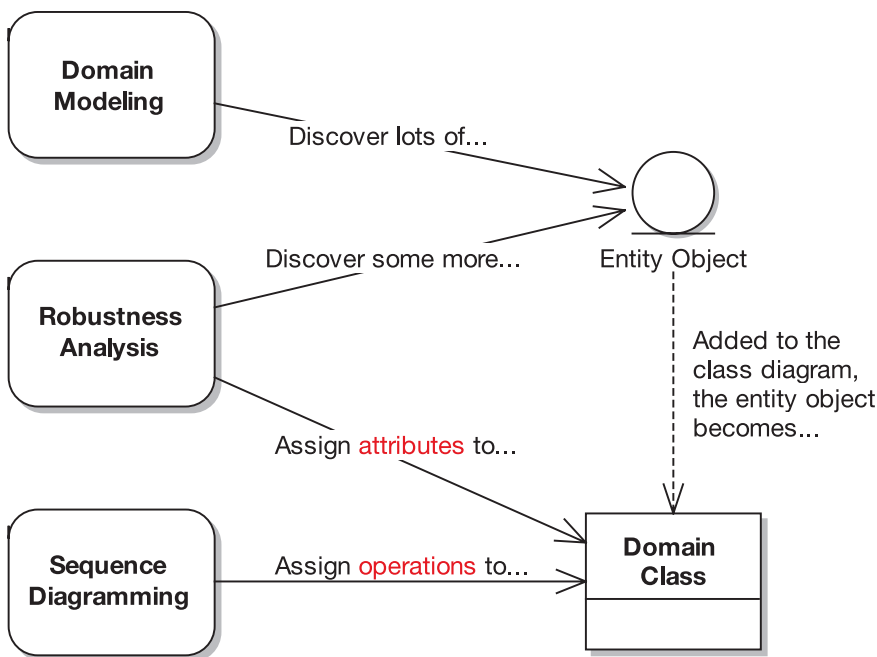 Domain
Modeling
Discover lots of...
Discover some more...
Entity Object
Robustness
Analysis
Added to the
class diagram,
the entity object
becomes...
Assign attributes to...
Sequence
Diagramming
Assign operations to...
Domain
Class